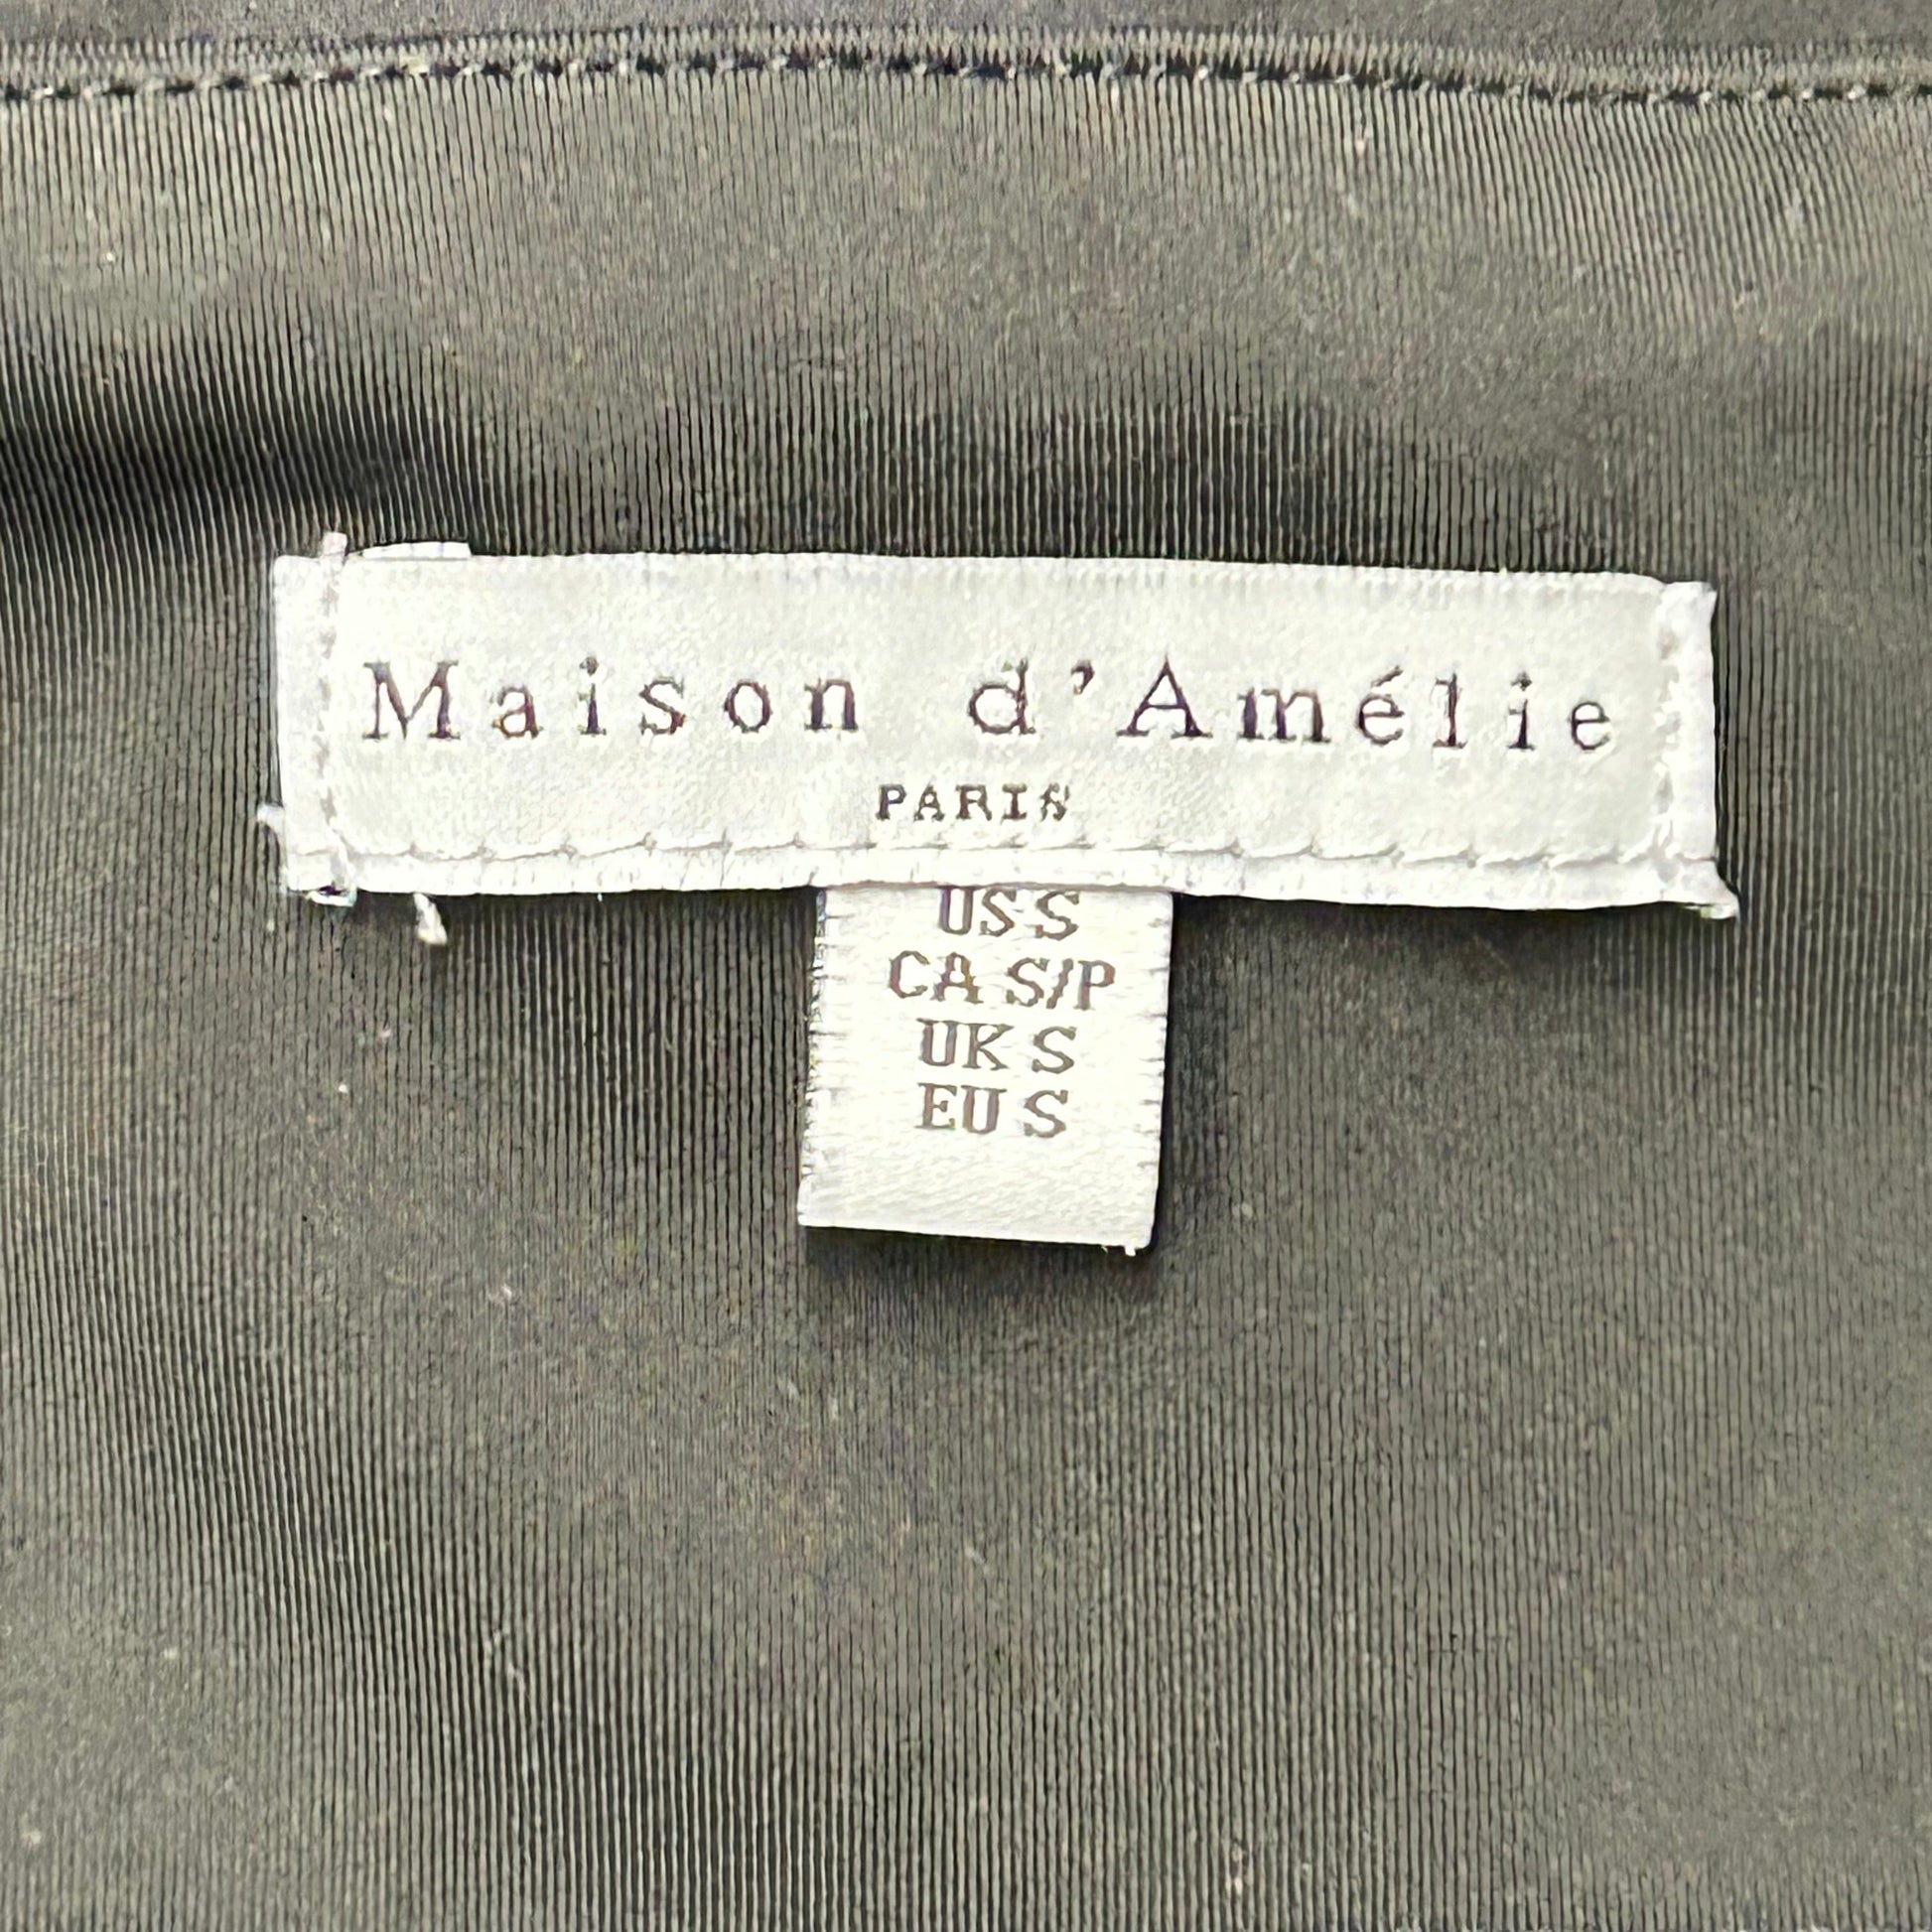 Maison d’Amélie
PARIS
US S
CA S/P
UK S
EU S